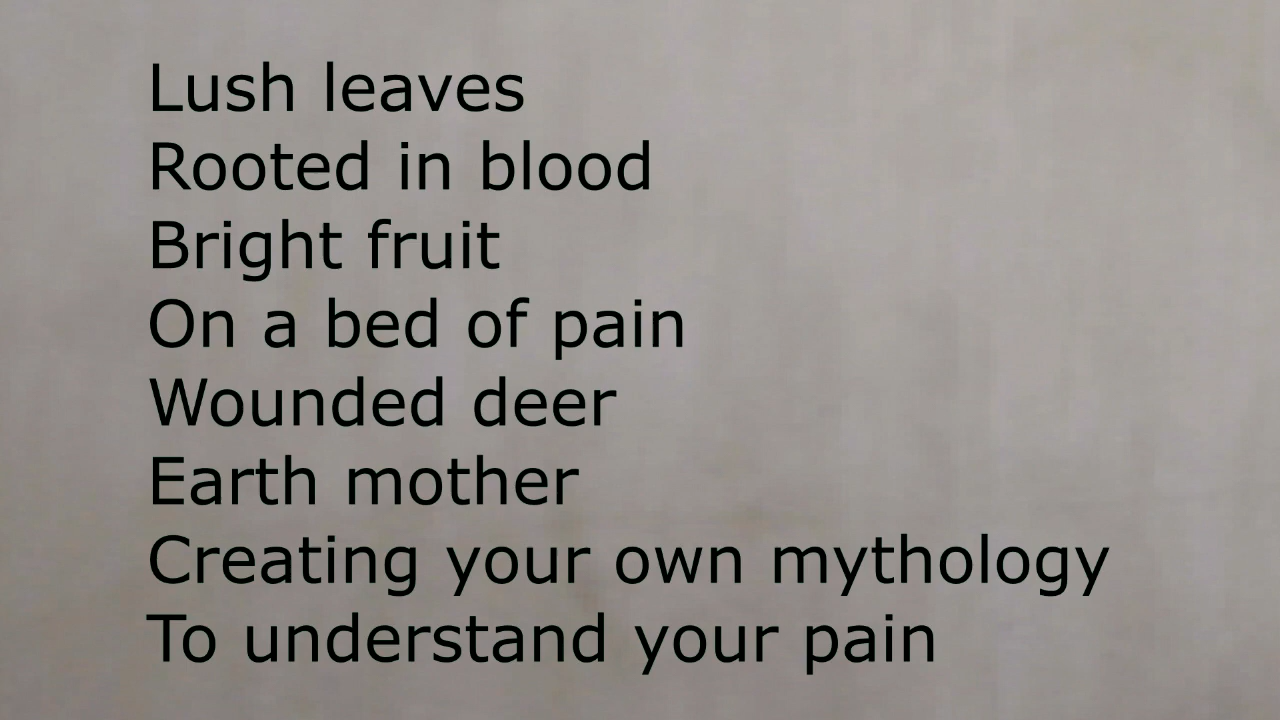 Lush leaves
Rooted in blood
Bright fruit
On a bed of pain
Wounded deer
Earth mother
Creating your own mythology
To understand your pain